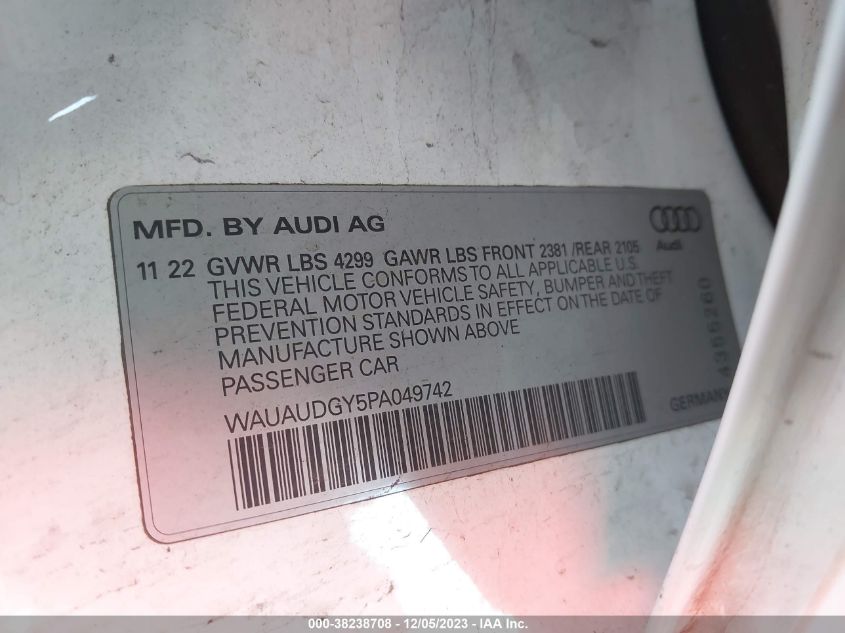 MFD. BY AUDI AG
Audi
11 22 GVWR LBS 4299 GAWR LBS FRONT 2381 /REAR 2105
THIS VEHICLE CONFORMS TO ALL APPLICABLE U.S.
FEDERAL MOTOR VEHICLE SAFETY, BUMPER AND THEFT
PREVENTION STANDARDS IN EFFECT ON THE DATE OF
MANUFACTURE SHOWN ABOVE
PASSENGER CAR
WAUAUDGY5PA049742
4355260
GERMANY
000-38238708 - 12/05/2023 - IAA Inc.